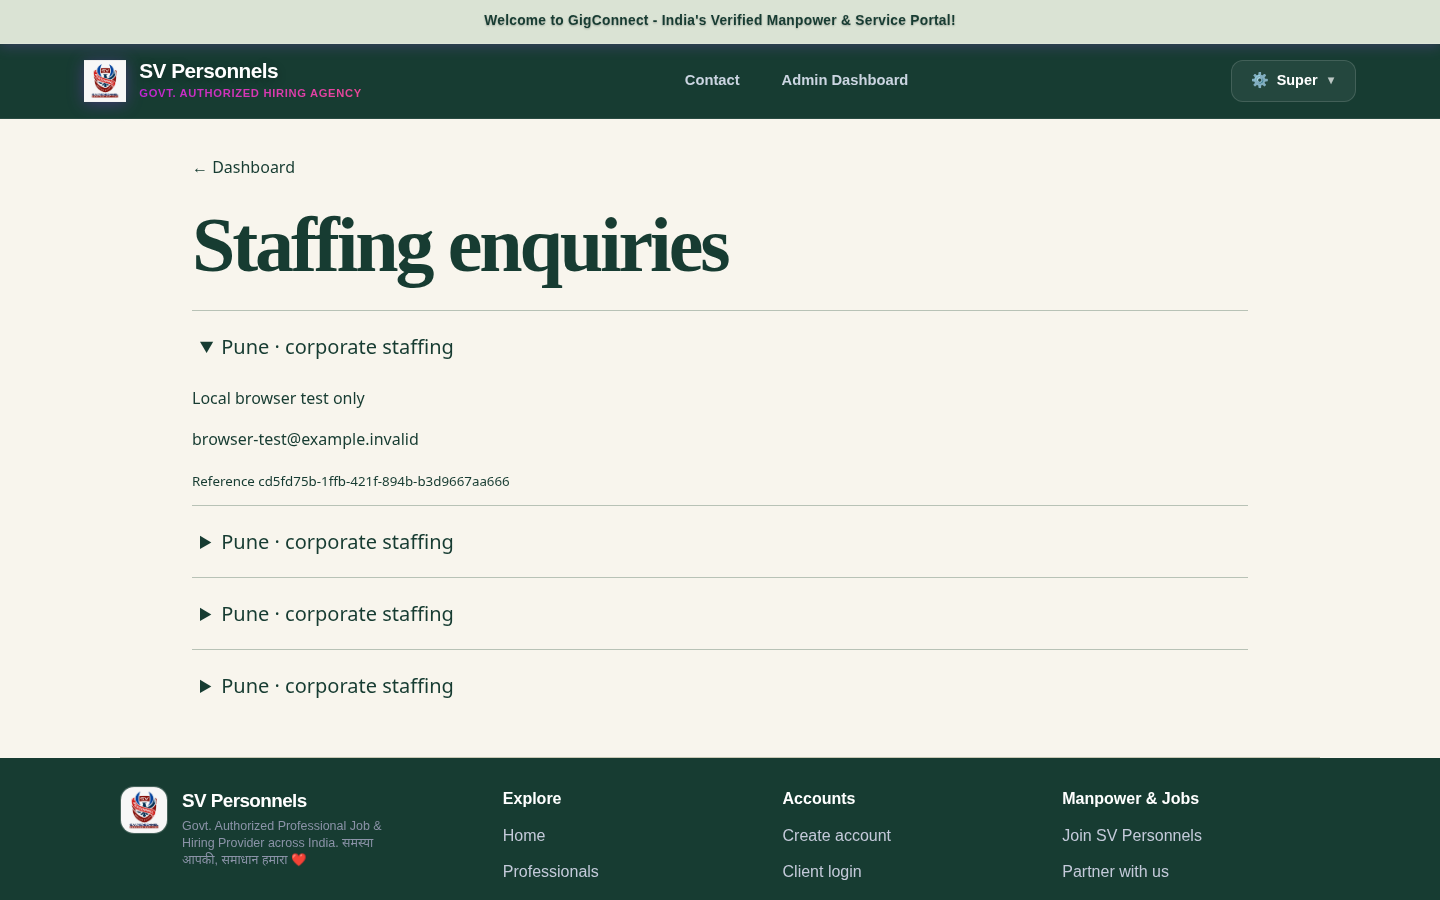 Welcome to GigConnect - India's Verified Manpower & Service Portal!
SV Personnels
GOVT. AUTHORIZED HIRING AGENCY
Contact
Admin Dashboard
⚙️ Super ▼
← Dashboard
Staffing enquiries
▼ Pune · corporate staffing
Local browser test only
browser-test@example.invalid
Reference cd5fd75b-1ffb-421f-894b-b3d9667aa666
▶ Pune · corporate staffing
▶ Pune · corporate staffing
▶ Pune · corporate staffing
SV Personnels
Govt. Authorized Professional Job &
Hiring Provider across India. समस्या
आपकी, समाधान हमारा ❤️
Explore
Home
Professionals
Accounts
Create account
Client login
Manpower & Jobs
Join SV Personnels
Partner with us